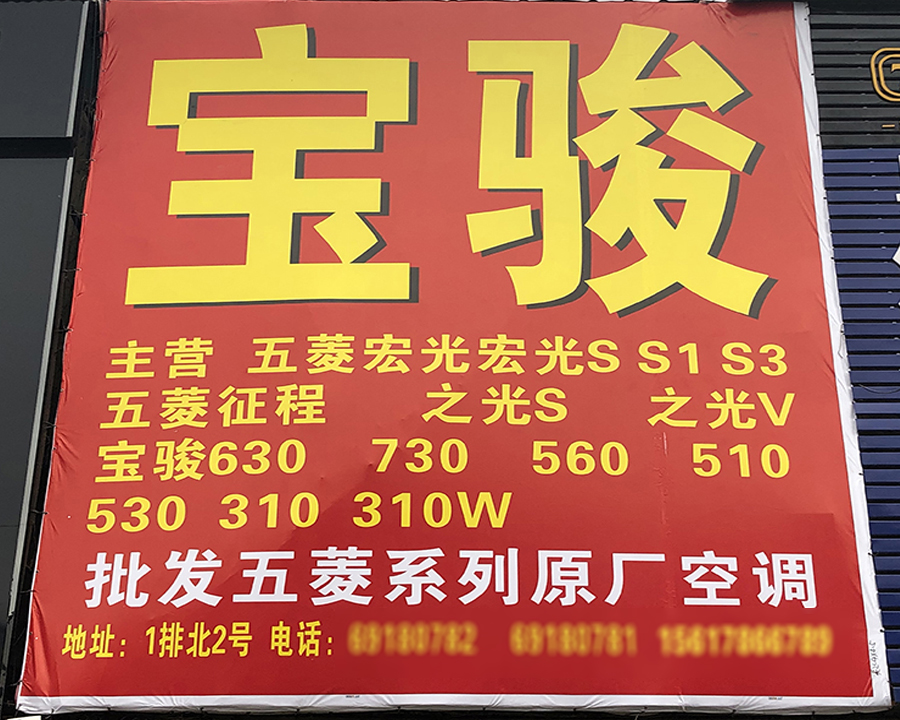 宝骏
主营 五菱宏光宏光S S1 S3
五菱征程 之光S 之光V
宝骏630 730 560 510
530 310 310W
批发五菱系列原厂空调
地址：1排北2号 电话：